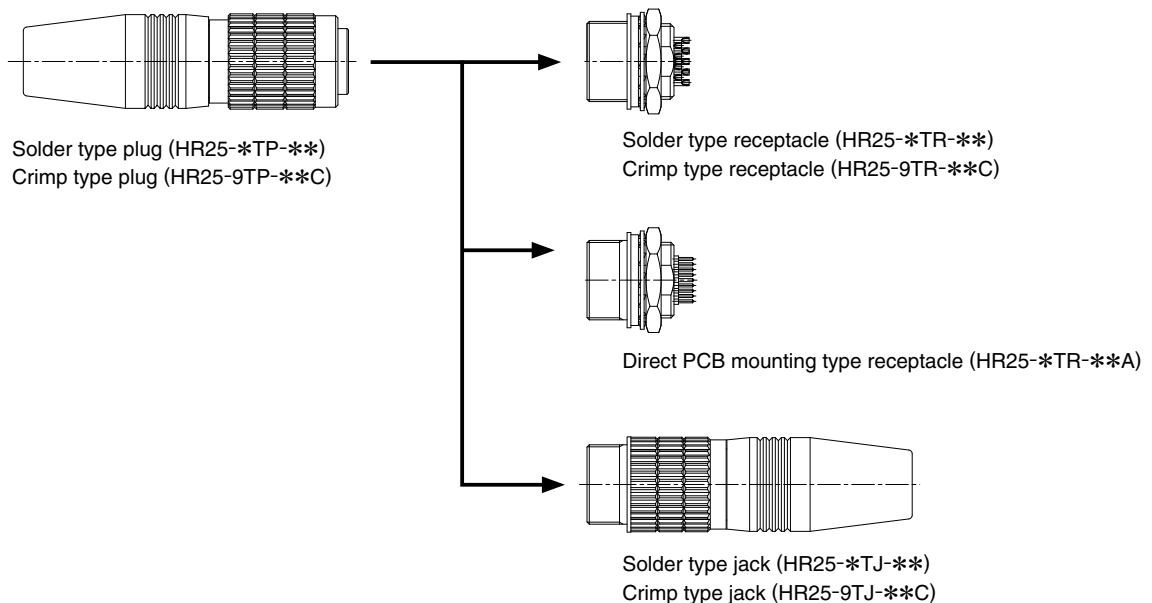 Solder type plug (HR25-*TP-**)
Crimp type plug (HR25-9TP-**C)
Solder type receptacle (HR25-*TR-**)
Crimp type receptacle (HR25-9TR-**C)
Direct PCB mounting type receptacle (HR25-*TR-**A)
Solder type jack (HR25-*TJ-**)
Crimp type jack (HR25-9TJ-**C)